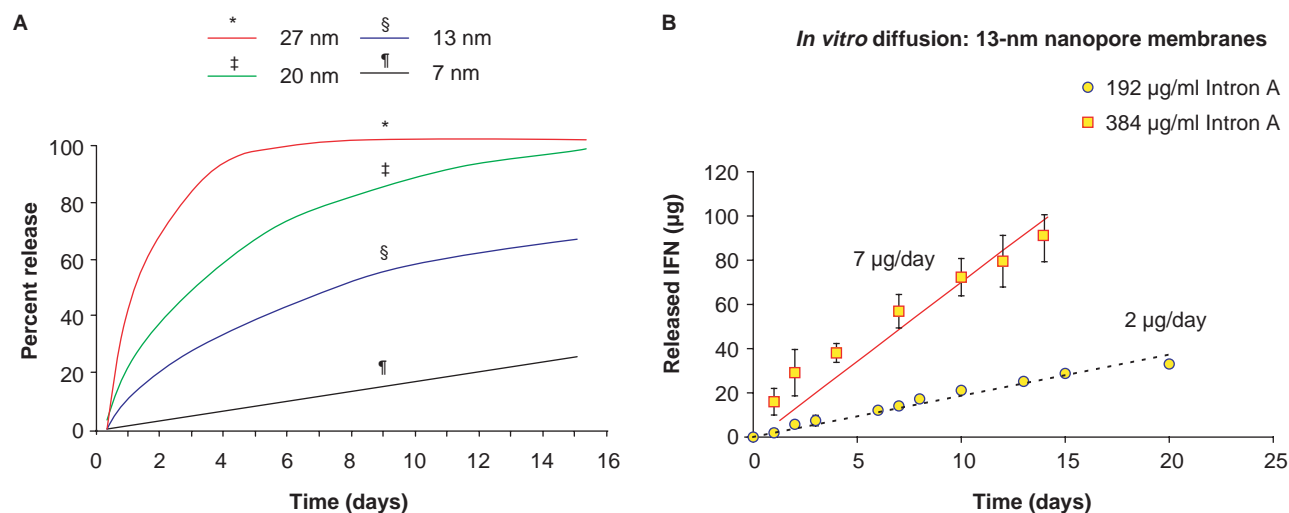 A
* 27 nm
§ 13 nm
‡ 20 nm
¶ 7 nm
Percent release
100
80
60
40
20
0
*
‡
§
¶
0 2 4 6 8 10 12 14 16
Time (days)
B
In vitro diffusion: 13-nm nanopore membranes
192 µg/ml Intron A
384 µg/ml Intron A
Released IFN (µg)
120
100
80
60
40
20
0
7 µg/day
2 µg/day
0 5 10 15 20 25
Time (days)